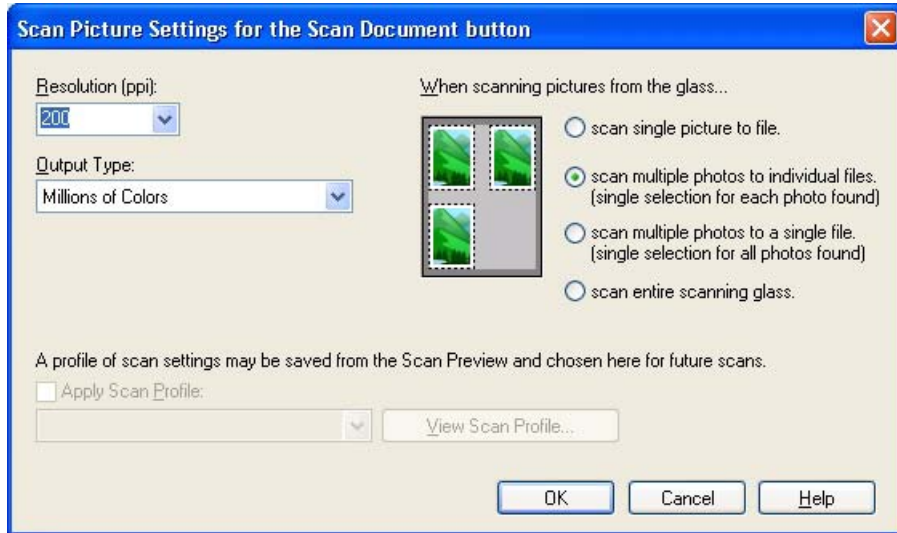 Scan Picture Settings for the Scan Document button
Resolution (ppi):
200
Output Type:
Millions of Colors
When scanning pictures from the glass...
scan single picture to file.
scan multiple photos to individual files.
(single selection for each photo found)
scan multiple photos to a single file.
(single selection for all photos found)
scan entire scanning glass.
A profile of scan settings may be saved from the Scan Preview and chosen here for future scans.
Apply Scan Profile:
View Scan Profile...
OK
Cancel
Help